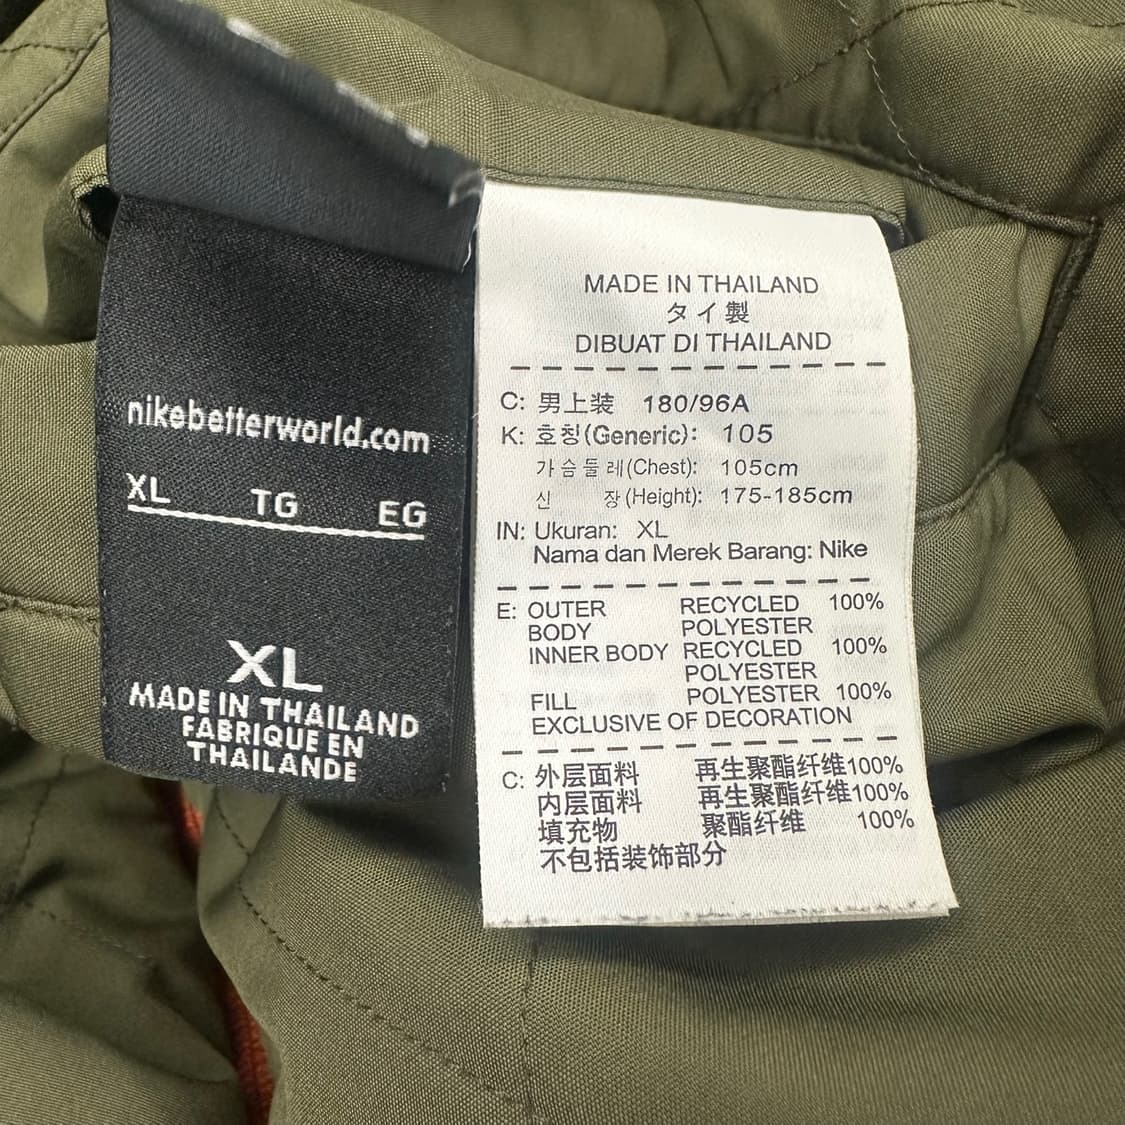 nikebetterworld.com
XL TG EG
XL
MADE IN THAILAND
FABRIQUE EN
THAILANDE
MADE IN THAILAND
タイ製
DIBUAT DI THAILAND
C: 男上装 180/96A
K: 호칭(Generic): 105
가슴둘레(Chest): 105cm
신 장(Height): 175-185cm
IN: Ukuran: XL
Nama dan Merek Barang: Nike
E: OUTER RECYCLED 100%
BODY POLYESTER
INNER BODY RECYCLED 100%
POLYESTER
FILL POLYESTER 100%
EXCLUSIVE OF DECORATION
C: 外层面料 再生聚酯纤维100%
内层面料 再生聚酯纤维100%
填充物 聚酯纤维 100%
不包括装饰部分